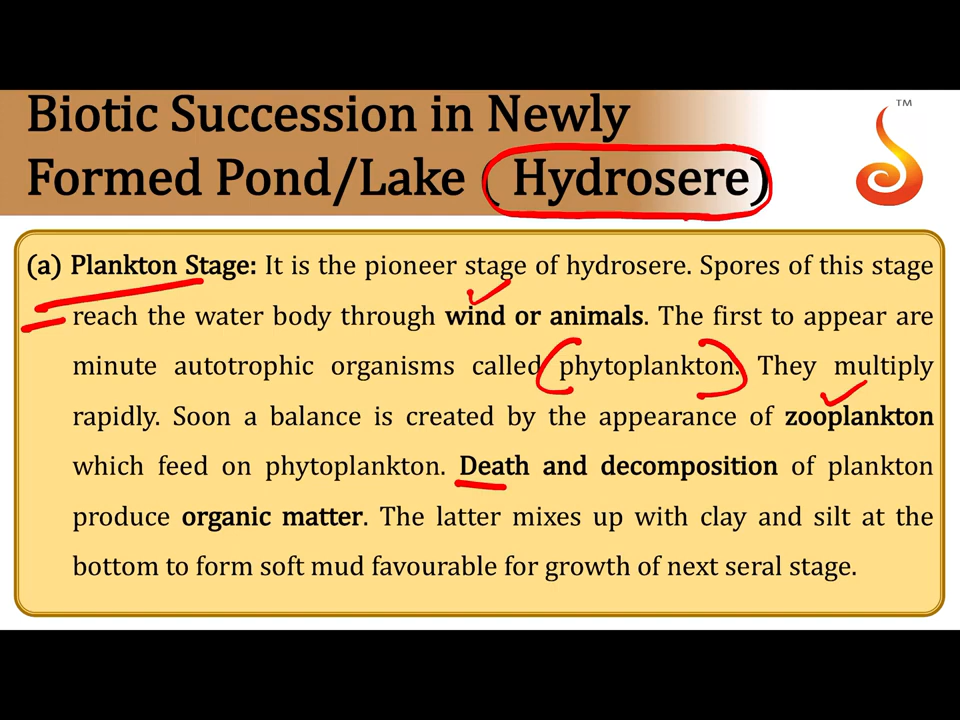 Biotic Succession in Newly
Formed Pond/Lake ( Hydrosere)
TM
(a) Plankton Stage: It is the pioneer stage of hydrosere. Spores of this stage
reach the water body through wind or animals. The first to appear are
minute autotrophic organisms called phytoplankton. They multiply
rapidly. Soon a balance is created by the appearance of zooplankton
which feed on phytoplankton. Death and decomposition of plankton
produce organic matter. The latter mixes up with clay and silt at the
bottom to form soft mud favourable for growth of next seral stage.